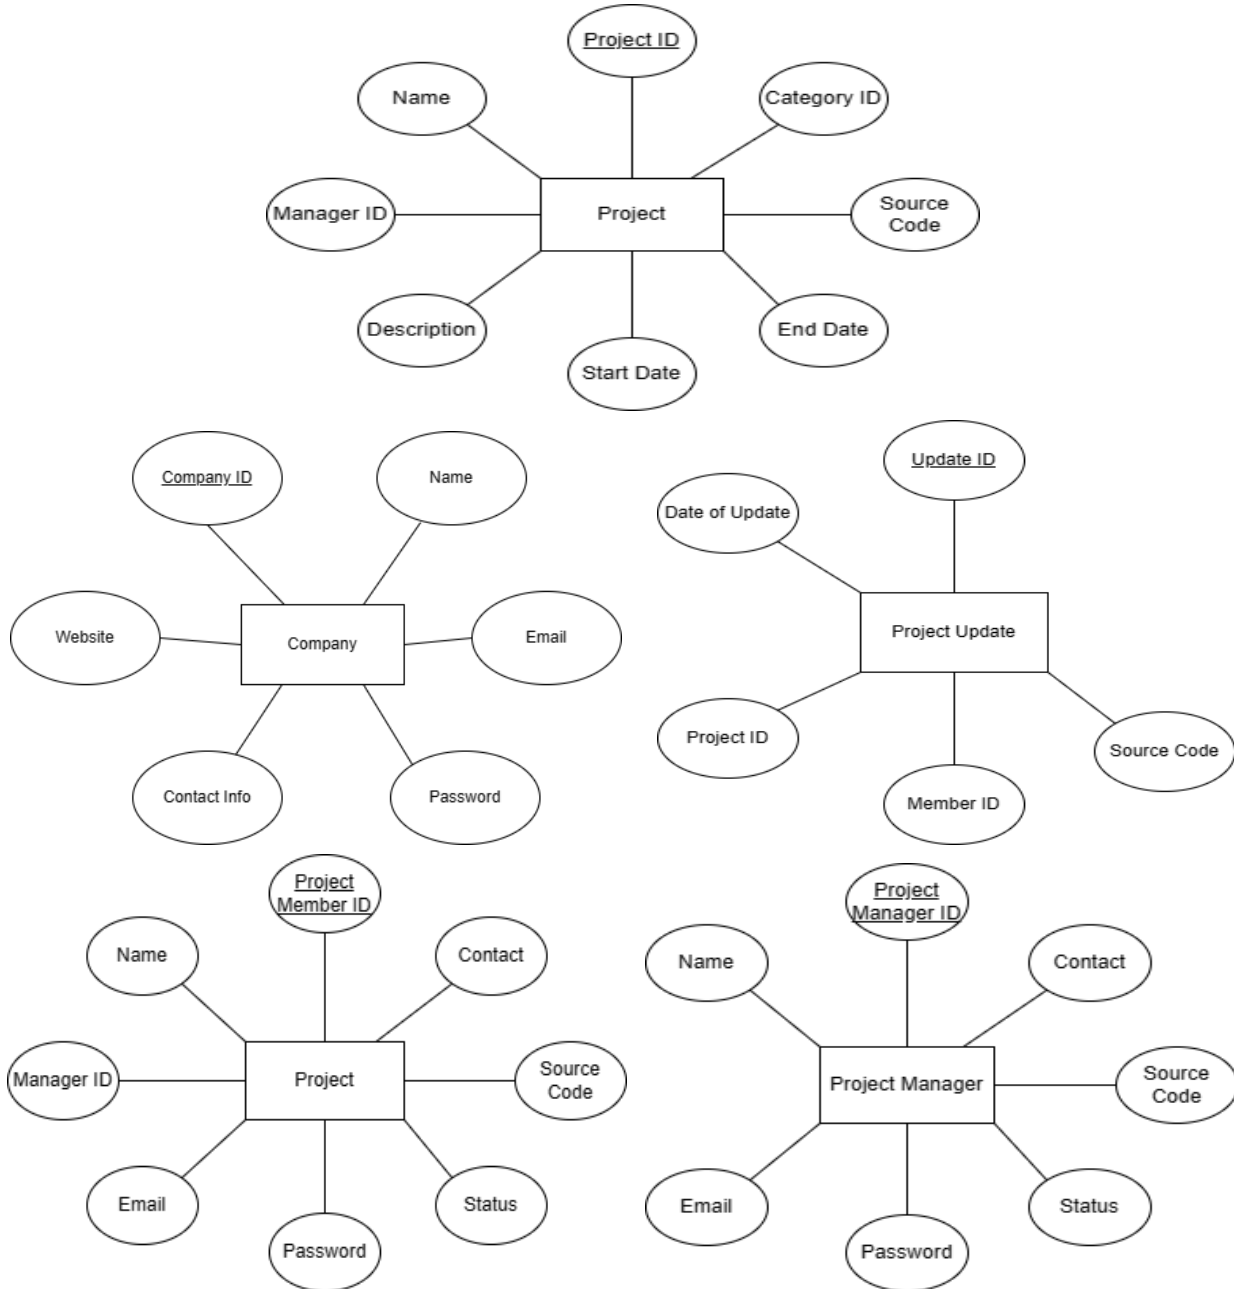 Project ID
Name
Category ID
Manager ID
Project
Source
Code
Description
End Date
Start Date
Company ID
Name
Website
Company
Email
Contact Info
Password
Update ID
Date of Update
Project Update
Project ID
Source Code
Member ID
Project
Member ID
Name
Contact
Manager ID
Project
Source
Code
Email
Status
Password
Project
Manager ID
Name
Contact
Project Manager
Source
Code
Email
Status
Password